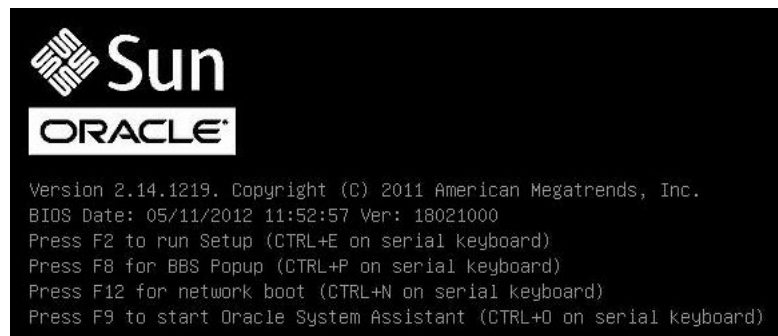 Sun
ORACLE
Version 2.14.1219. Copyright (C) 2011 American Megatrends, Inc.
BIOS Date: 05/11/2012 11:52:57 Ver: 18021000
Press F2 to run Setup (CTRL+E on serial keyboard)
Press F8 for BBS Popup (CTRL+P on serial keyboard)
Press F12 for network boot (CTRL+N on serial keyboard)
Press F9 to start Oracle System Assistant (CTRL+O on serial keyboard)